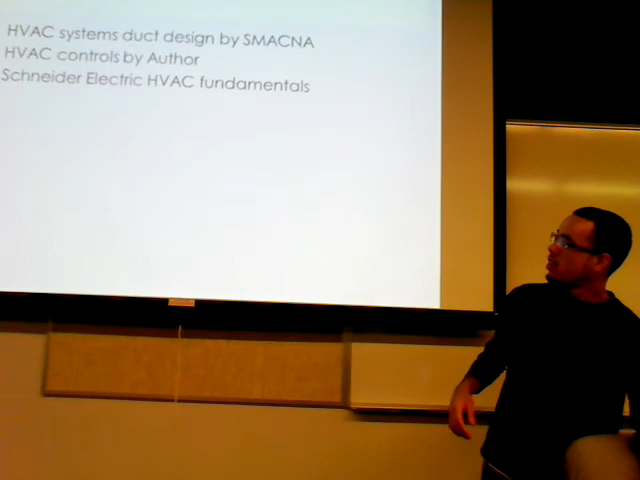 HVAC systems duct design by SMACNA
HVAC controls by Author
Schneider Electric HVAC fundamentals